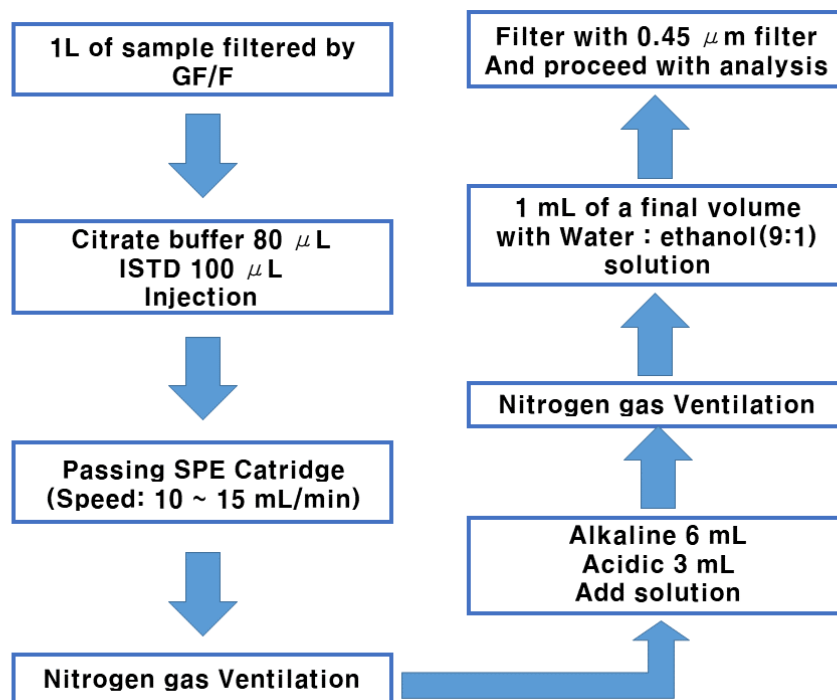 1L of sample filtered by
GF/F
Citrate buffer 80 μL
ISTD 100 μL
Injection
Passing SPE Catridge
(Speed: 10 ~ 15 mL/min)
Nitrogen gas Ventilation
Alkaline 6 mL
Acidic 3 mL
Add solution
Nitrogen gas Ventilation
1 mL of a final volume
with Water : ethanol(9:1)
solution
Filter with 0.45 μm filter
And proceed with analysis